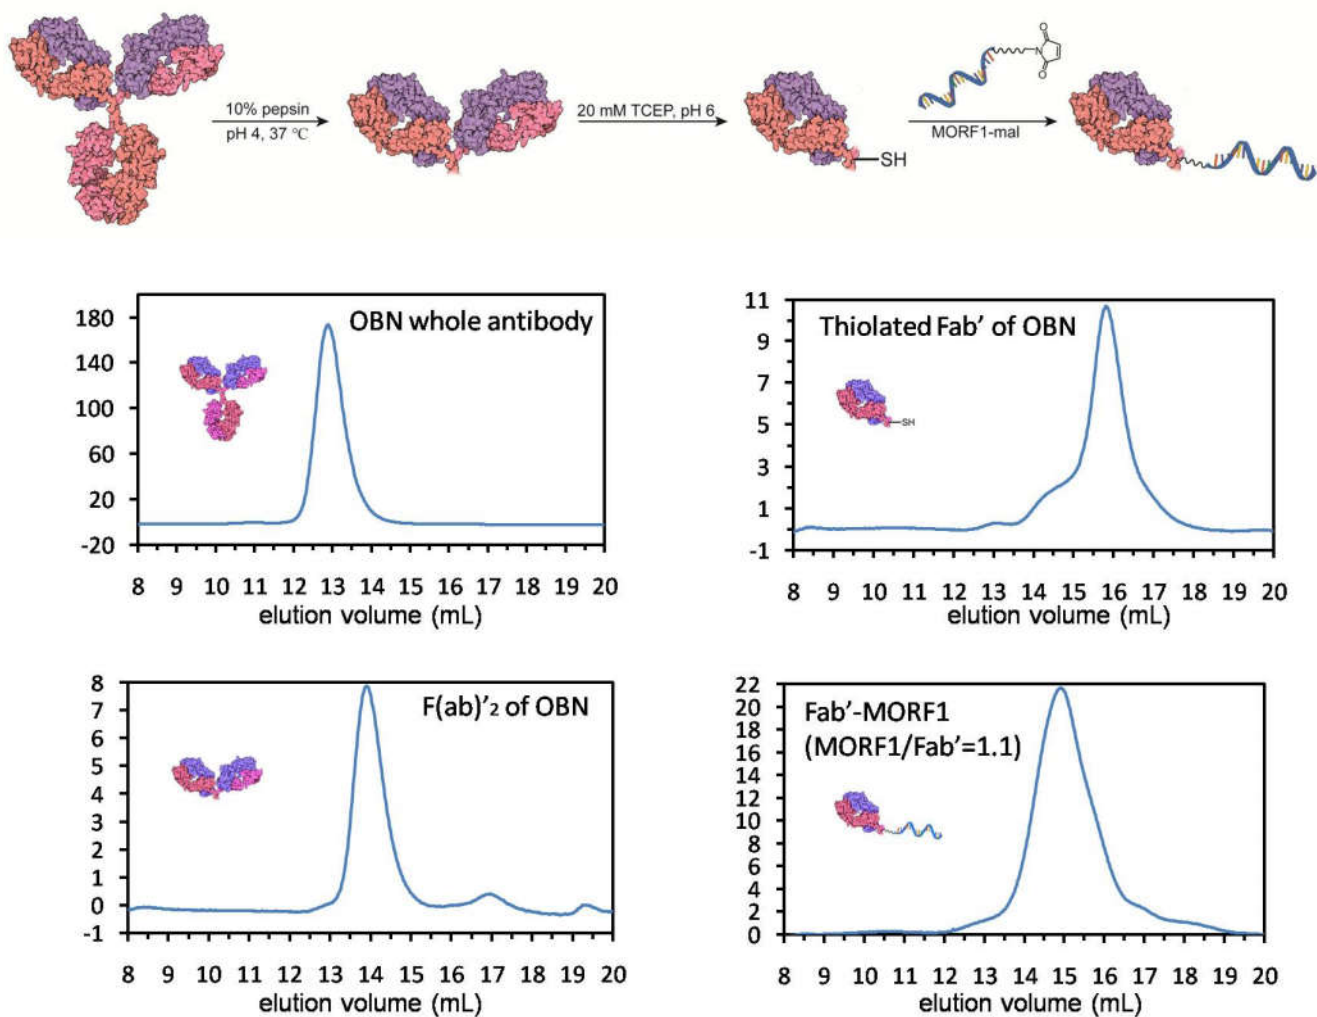 10% pepsin
pH 4, 37 ℃
20 mM TCEP, pH 6
SH
O
N
O
MORF1-mal
OBN whole antibody
180
140
100
60
20
-20
8 9 10 11 12 13 14 15 16 17 18 19 20
elution volume (mL)
Thiolated Fab' of OBN
SH
11
9
7
5
3
1
-1
8 9 10 11 12 13 14 15 16 17 18 19 20
elution volume (mL)
F(ab)'2 of OBN
8
7
6
5
4
3
2
1
0
-1
8 9 10 11 12 13 14 15 16 17 18 19 20
elution volume (mL)
Fab'-MORF1
(MORF1/Fab'=1.1)
22
20
18
16
14
12
10
8
6
4
2
0
8 9 10 11 12 13 14 15 16 17 18 19 20
elution volume (mL)